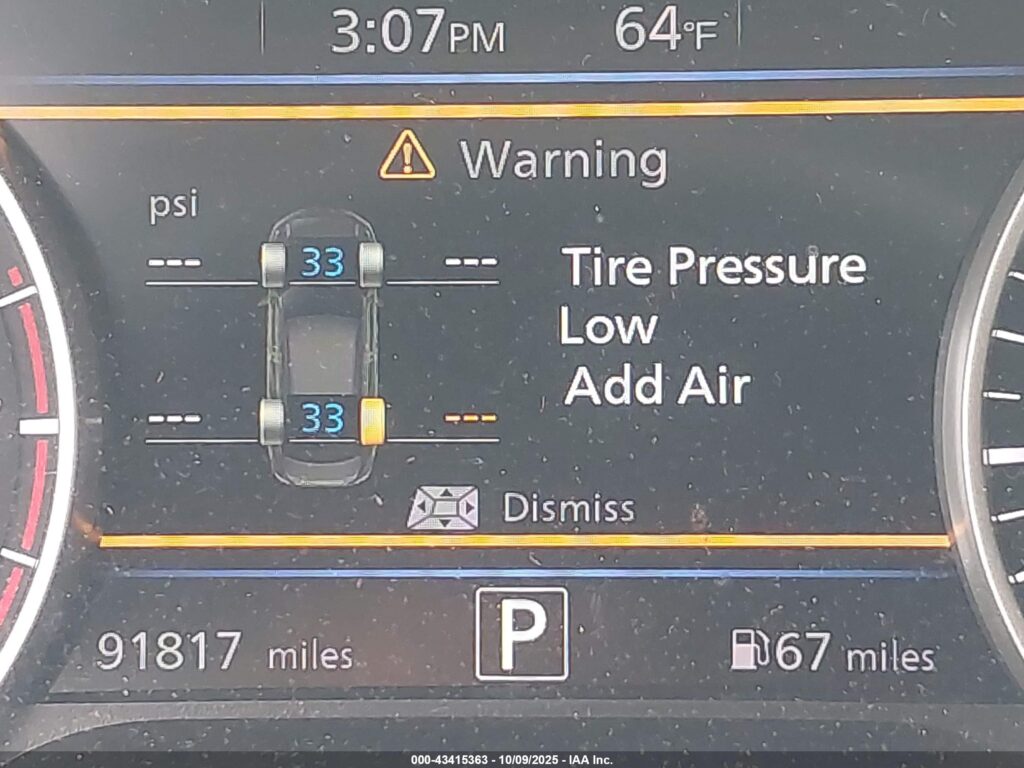 3:07PM 64°F
Warning
psi
--- 33 ---
Tire Pressure
Low
Add Air
--- 33 ---
Dismiss
P
91817 miles 67 miles
000-43415363 - 10/09/2025 - IAA Inc.